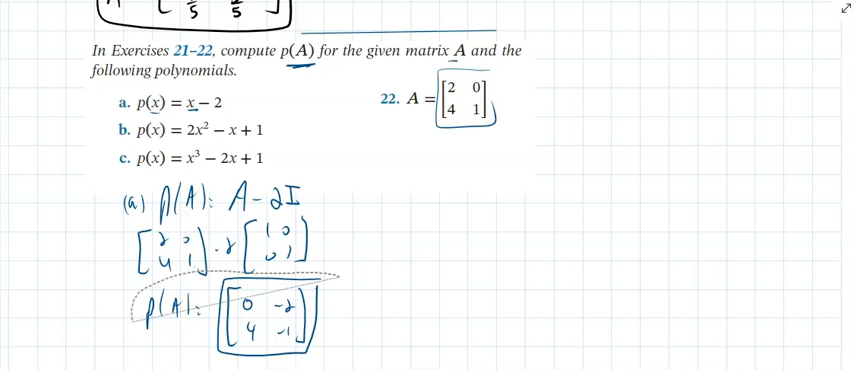 In Exercises 21–22, compute p(A) for the given matrix A and the
following polynomials.
a. p(x) = x − 2
22. A = [2 0
4 1]
b. p(x) = 2x² − x + 1
c. p(x) = x³ − 2x + 1
(a) p(A): A - 2I
[2 0
4 1] - 2 [1 0
0 1]
p(A): [0 -2
4 -1]